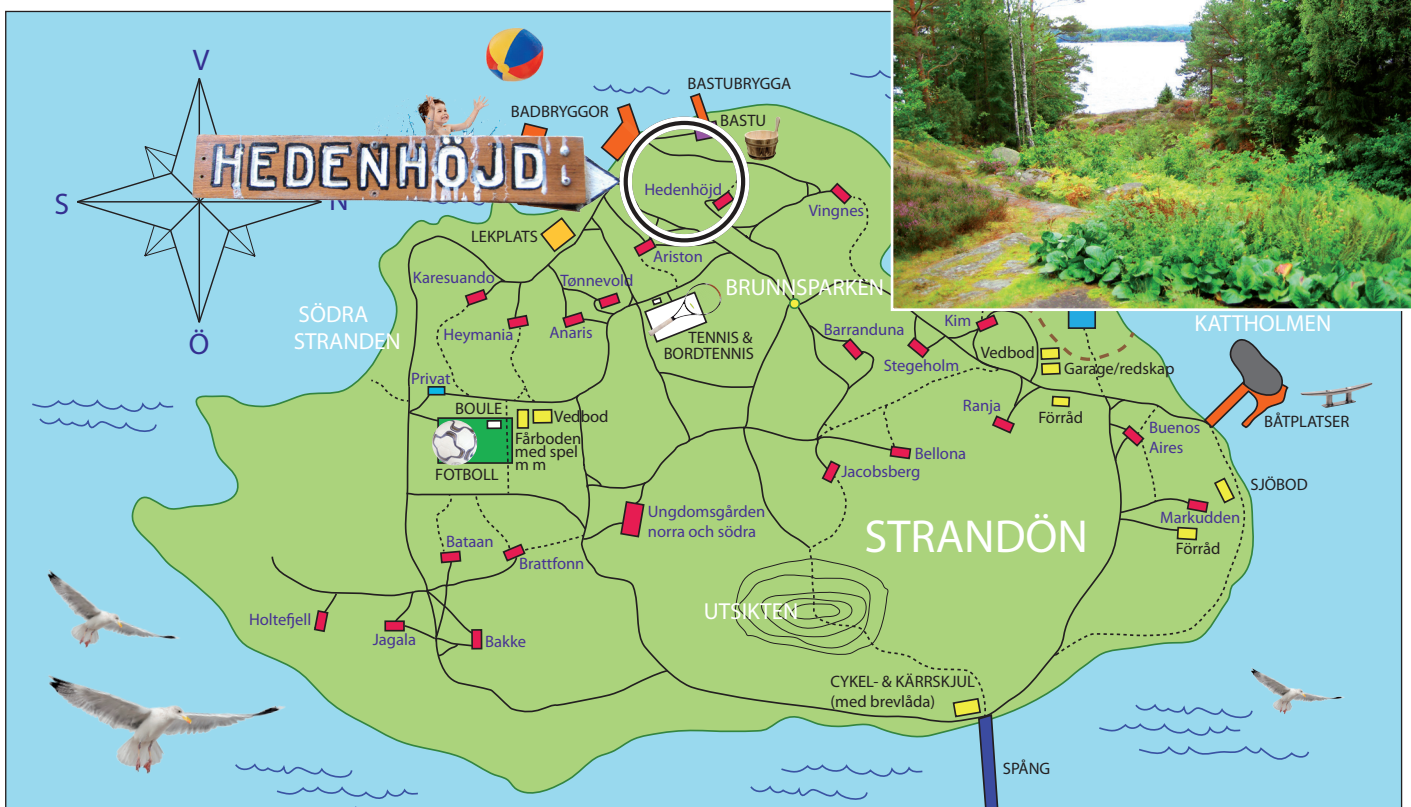 V
S
N
Ö
HEDENHÖJD
BADBRYGGOR
BASTUBRYGGA
BASTU
Hedenhöjd
Vingnes
LEKPLATS
Ariston
Karesuando
Tønnevold
BRUNNSPARKEN
SÖDRA
STRANDEN
Heymania
Anaris
TENNIS &
BORDTENNIS
Barranduna
Kim
Stegeholm
Vedbod
Garage/redskap
KATTHOLMEN
Privat
BOULE
Vedbod
Fårboden
med spel
m m
FOTBOLL
Ranja
Förråd
Buenos
Aires
BÅTPLATSER
Bellona
Jacobsberg
SJÖBOD
Markudden
Förråd
Ungdomsgården
norra och södra
STRANDÖN
Bataan
Brattfonn
UTSIKTEN
Holtefjell
Jagala
Bakke
CYKEL- & KÄRRSKJUL
(med brevlåda)
SPÅNG